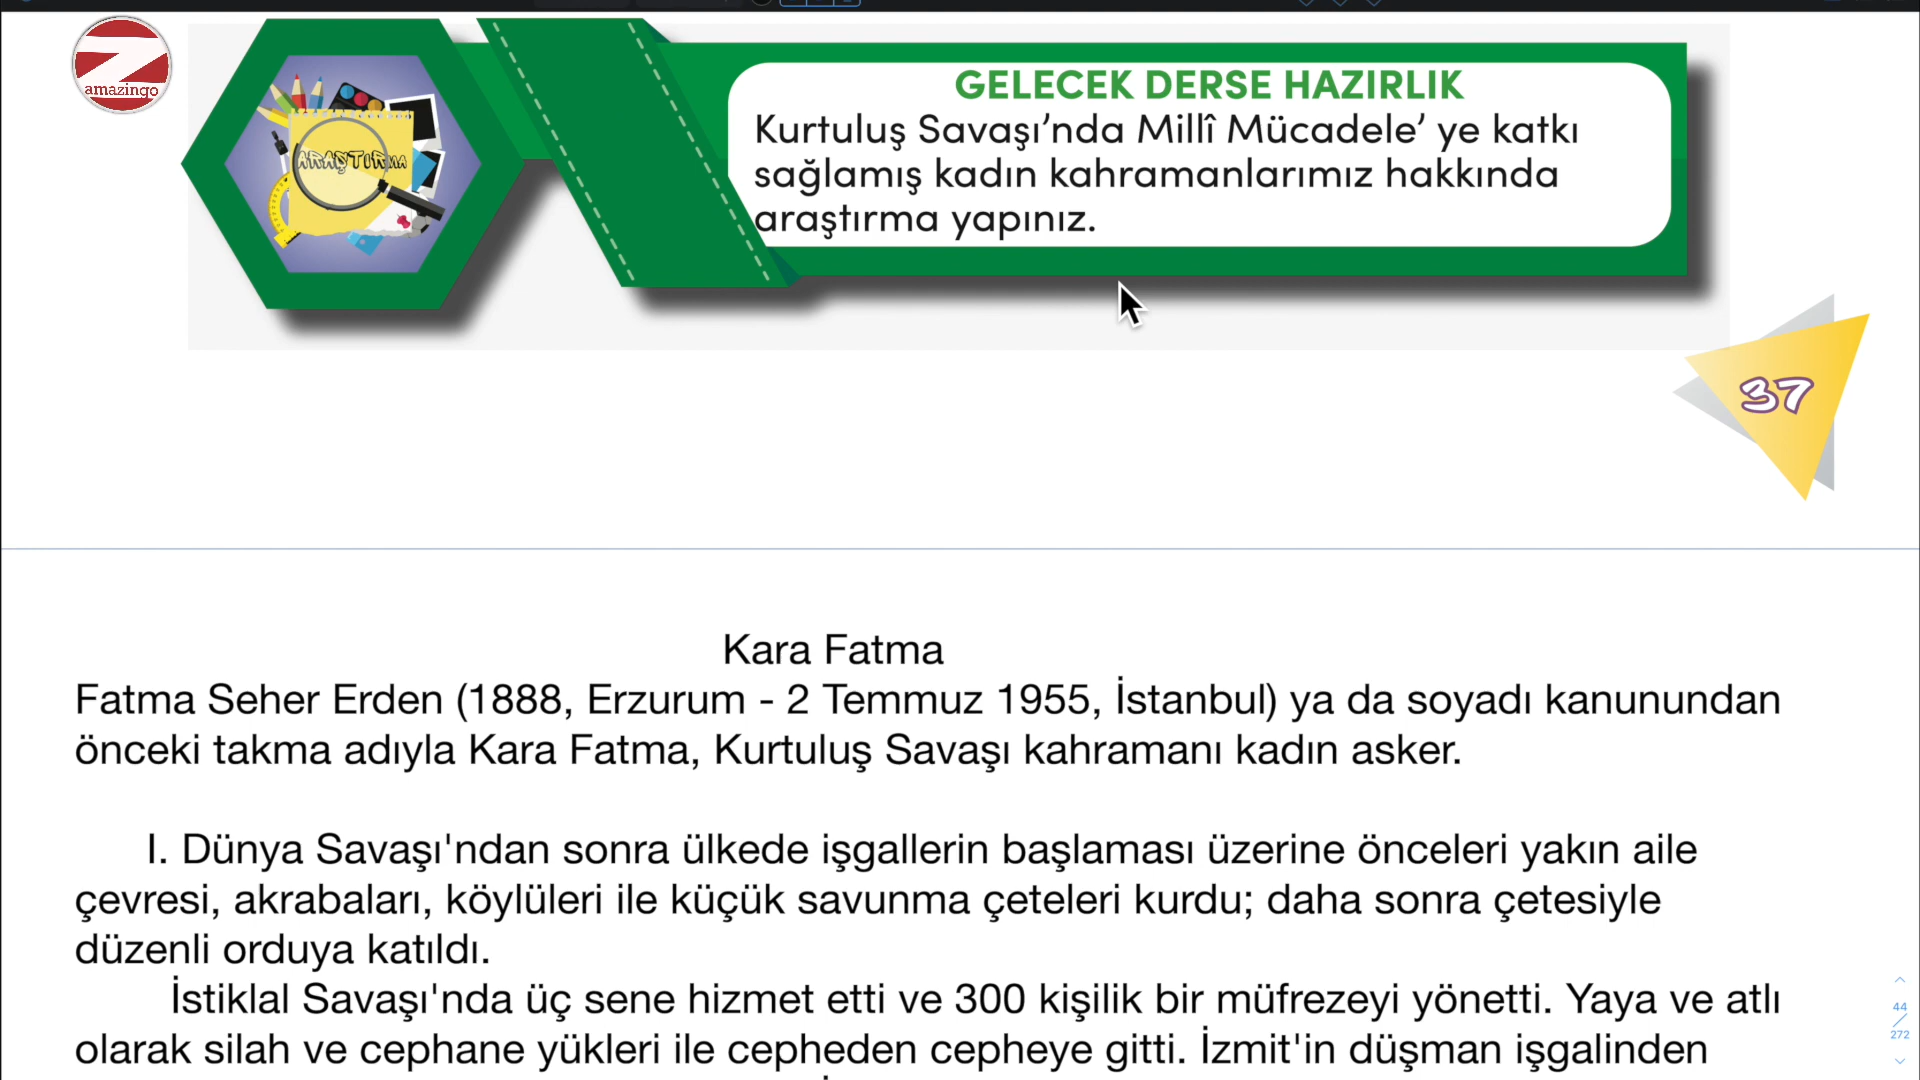 amazingo
ARAŞTIRMA
GELECEK DERSE HAZIRLIK
Kurtuluş Savaşı’nda Millî Mücadele’ ye katkı
sağlamış kadın kahramanlarımız hakkında
araştırma yapınız.
37
Kara Fatma
Fatma Seher Erden (1888, Erzurum - 2 Temmuz 1955, İstanbul) ya da soyadı kanunundan
önceki takma adıyla Kara Fatma, Kurtuluş Savaşı kahramanı kadın asker.
I. Dünya Savaşı'ndan sonra ülkede işgallerin başlaması üzerine önceleri yakın aile
çevresi, akrabaları, köylüleri ile küçük savunma çeteleri kurdu; daha sonra çetesiyle
düzenli orduya katıldı.
İstiklal Savaşı'nda üç sene hizmet etti ve 300 kişilik bir müfrezeyi yönetti. Yaya ve atlı
olarak silah ve cephane yükleri ile cepheden cepheye gitti. İzmit'in düşman işgalinden
44
272